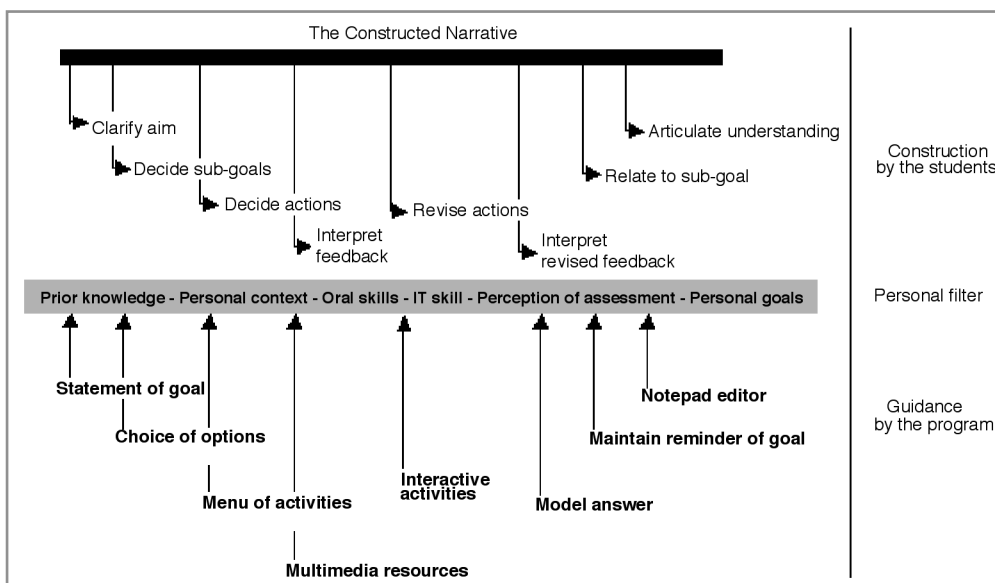 The Constructed Narrative
Clarify aim
Articulate understanding
Construction
by the students
Decide sub-goals
Relate to sub-goal
Decide actions
Revise actions
Interpret
feedback
Interpret
revised feedback
Prior knowledge - Personal context - Oral skills - IT skill - Perception of assessment - Personal goals
Personal filter
Statement of goal
Notepad editor
Guidance
by the program
Choice of options
Maintain reminder of goal
Interactive
activities
Menu of activities
Model answer
Multimedia resources